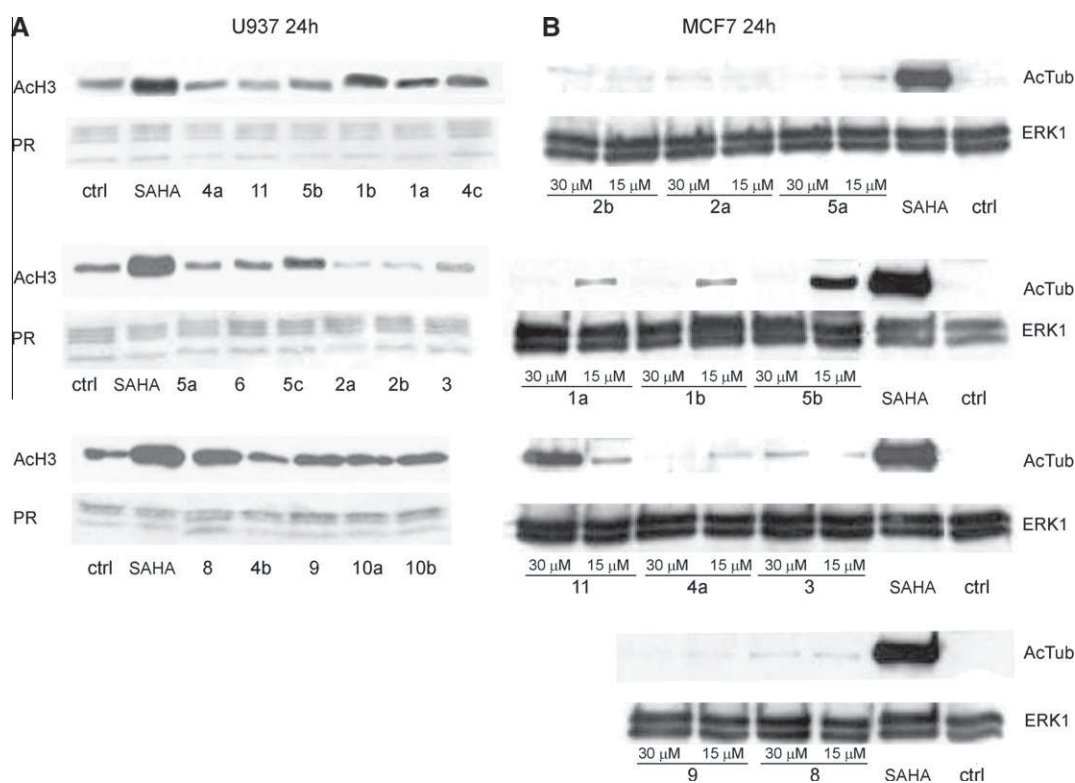 A U937 24h
AcH3
PR
ctrl SAHA 4a 11 5b 1b 1a 4c
AcH3
PR
ctrl SAHA 5a 6 5c 2a 2b 3
AcH3
PR
ctrl SAHA 8 4b 9 10a 10b
B MCF7 24h
AcTub
ERK1
30 µM 15 µM 30 µM 15 µM 30 µM 15 µM
2b 2a 5a SAHA ctrl
AcTub
ERK1
30 µM 15 µM 30 µM 15 µM 30 µM 15 µM
1a 1b 5b SAHA ctrl
AcTub
ERK1
30 µM 15 µM 30 µM 15 µM 30 µM 15 µM
11 4a 3 SAHA ctrl
AcTub
ERK1
30 µM 15 µM 30 µM 15 µM
9 8 SAHA ctrl